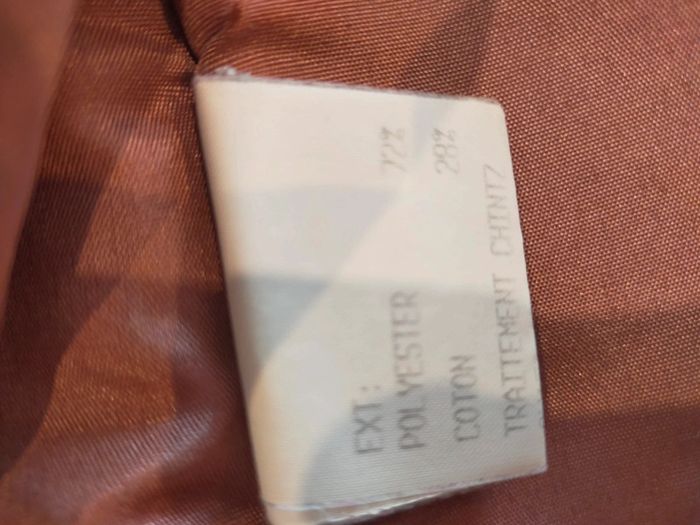 EXT:
POLYESTER 72%
COTON 28%
TRAITEMENT CHINTZ